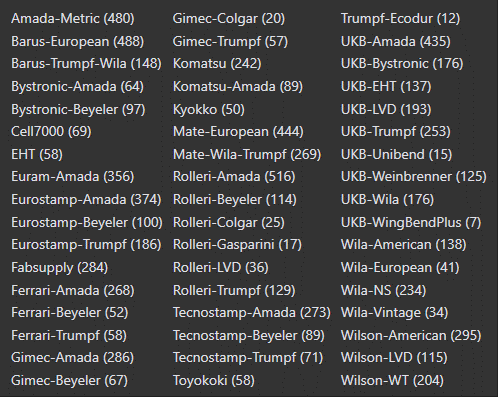 Amada-Metric (480)
Barus-European (488)
Barus-Trumpf-Wila (148)
Bystronic-Amada (64)
Bystronic-Beyeler (97)
Cell7000 (69)
EHT (58)
Euram-Amada (356)
Eurostamp-Amada (374)
Eurostamp-Beyeler (100)
Eurostamp-Trumpf (186)
Fabsupply (284)
Ferrari-Amada (268)
Ferrari-Beyeler (52)
Ferrari-Trumpf (58)
Gimec-Amada (286)
Gimec-Beyeler (67)
Gimec-Colgar (20)
Gimec-Trumpf (57)
Komatsu (242)
Komatsu-Amada (89)
Kyokko (50)
Mate-European (444)
Mate-Wila-Trumpf (269)
Rolleri-Amada (516)
Rolleri-Beyeler (114)
Rolleri-Colgar (25)
Rolleri-Gasparini (17)
Rolleri-LVD (36)
Rolleri-Trumpf (129)
Tecnostamp-Amada (273)
Tecnostamp-Beyeler (89)
Tecnostamp-Trumpf (71)
Toyokoki (58)
Trumpf-Ecodur (12)
UKB-Amada (435)
UKB-Bystronic (176)
UKB-EHT (137)
UKB-LVD (193)
UKB-Trumpf (253)
UKB-Unibend (15)
UKB-Weinbrenner (125)
UKB-Wila (176)
UKB-WingBendPlus (7)
Wila-American (138)
Wila-European (41)
Wila-NS (234)
Wila-Vintage (34)
Wilson-American (295)
Wilson-LVD (115)
Wilson-WT (204)